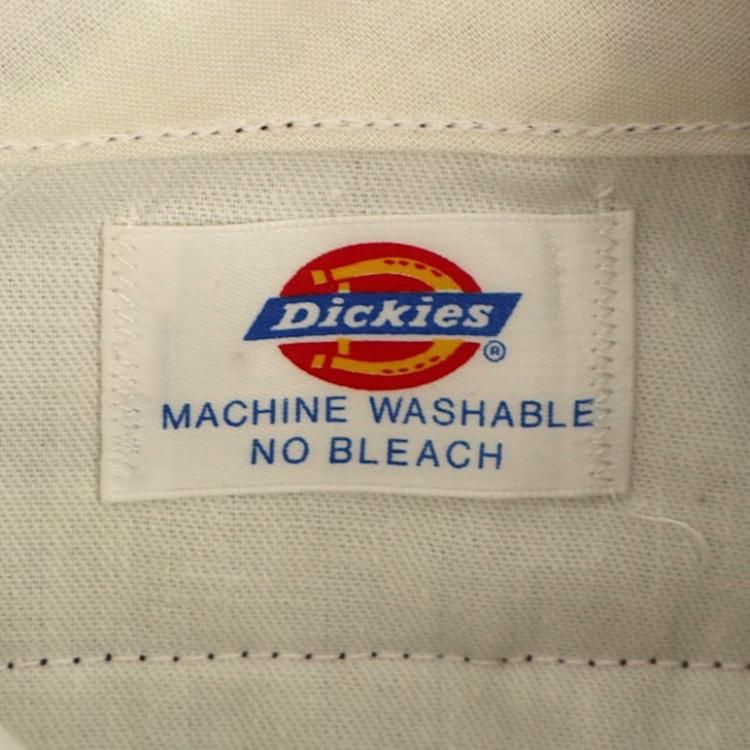 Dickies
®
MACHINE WASHABLE
NO BLEACH